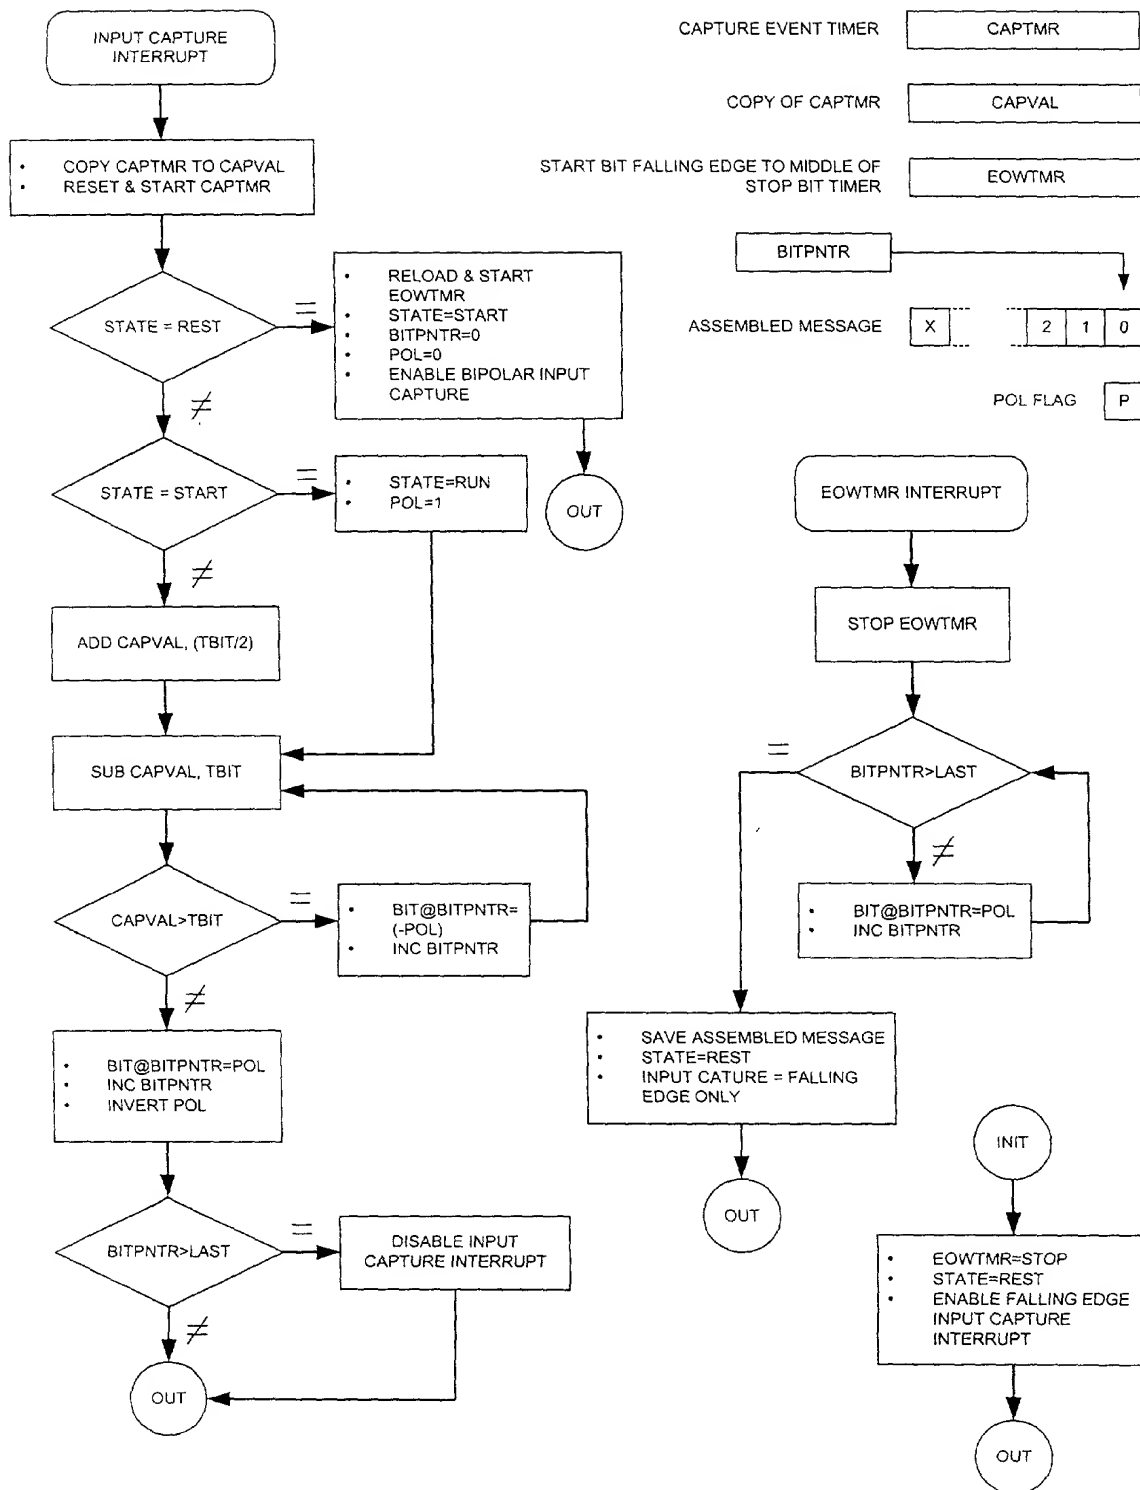 INPUT CAPTURE
INTERRUPT
• COPY CAPTMR TO CAPVAL
• RESET & START CAPTMR
STATE = REST
=
≠
• RELOAD & START
EOWTMR
• STATE=START
• BITPNTR=0
• POL=0
• ENABLE BIPOLAR INPUT
CAPTURE
OUT
STATE = START
=
≠
• STATE=RUN
• POL=1
ADD CAPVAL, (TBIT/2)
SUB CAPVAL, TBIT
CAPVAL>TBIT
=
≠
• BIT@BITPNTR=
(-POL)
• INC BITPNTR
• BIT@BITPNTR=POL
• INC BITPNTR
• INVERT POL
BITPNTR>LAST
=
≠
DISABLE INPUT
CAPTURE INTERRUPT
OUT
CAPTURE EVENT TIMER
CAPTMR
COPY OF CAPTMR
CAPVAL
START BIT FALLING EDGE TO MIDDLE OF
STOP BIT TIMER
EOWTMR
BITPNTR
ASSEMBLED MESSAGE
X 2 1 0
POL FLAG
P
EOWTMR INTERRUPT
STOP EOWTMR
BITPNTR>LAST
=
≠
• BIT@BITPNTR=POL
• INC BITPNTR
• SAVE ASSEMBLED MESSAGE
• STATE=REST
• INPUT CATURE = FALLING
EDGE ONLY
OUT
INIT
• EOWTMR=STOP
• STATE=REST
• ENABLE FALLING EDGE
INPUT CAPTURE
INTERRUPT
OUT